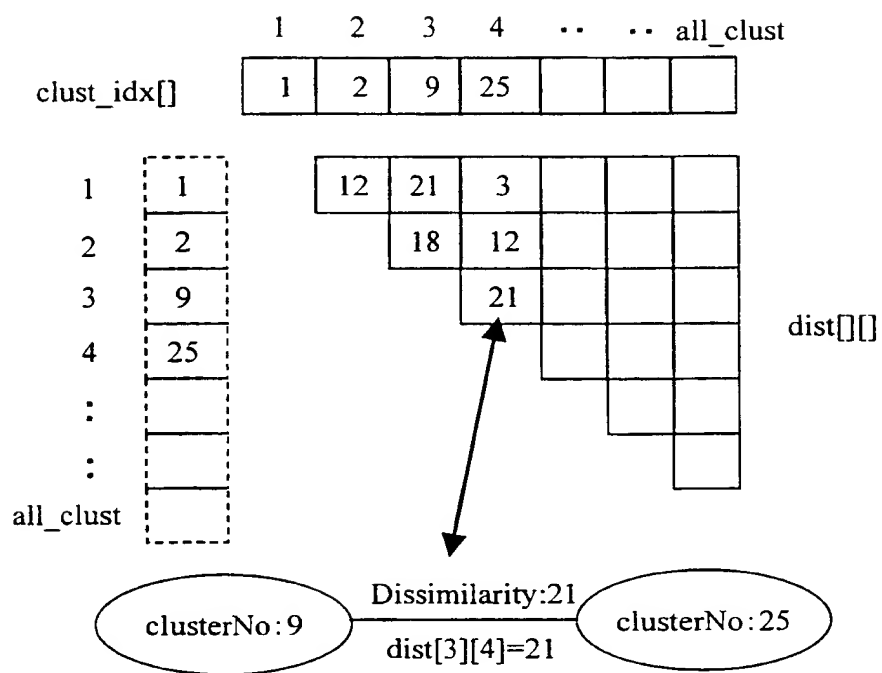 1 2 3 4 ·· ·· all_clust
clust_idx[] 1 2 9 25
1 1 12 21 3
2 2 18 12
3 9 21
dist[][]
4 25
:
:
all_clust
Dissimilarity:21
clusterNo:9 clusterNo:25
dist[3][4]=21